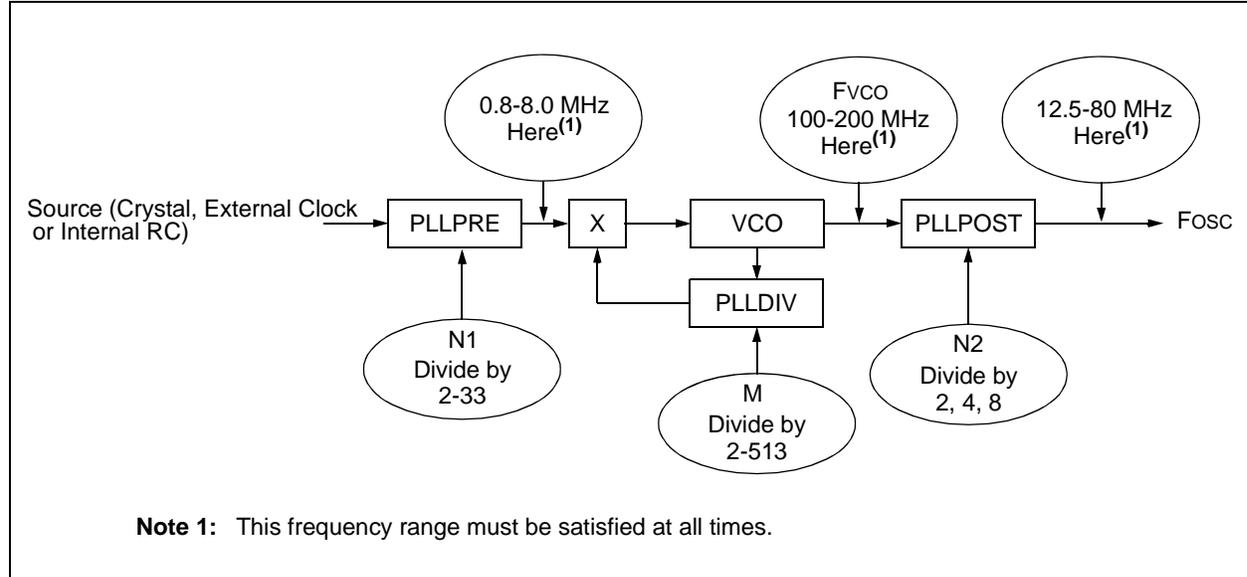 0.8-8.0 MHz
Here(1)
FVCO
100-200 MHz
Here(1)
12.5-80 MHz
Here(1)
Source (Crystal, External Clock
or Internal RC)
PLLPRE
X
VCO
PLLPOST
FOSC
PLLDIV
N1
Divide by
2-33
M
Divide by
2-513
N2
Divide by
2, 4, 8
Note 1: This frequency range must be satisfied at all times.